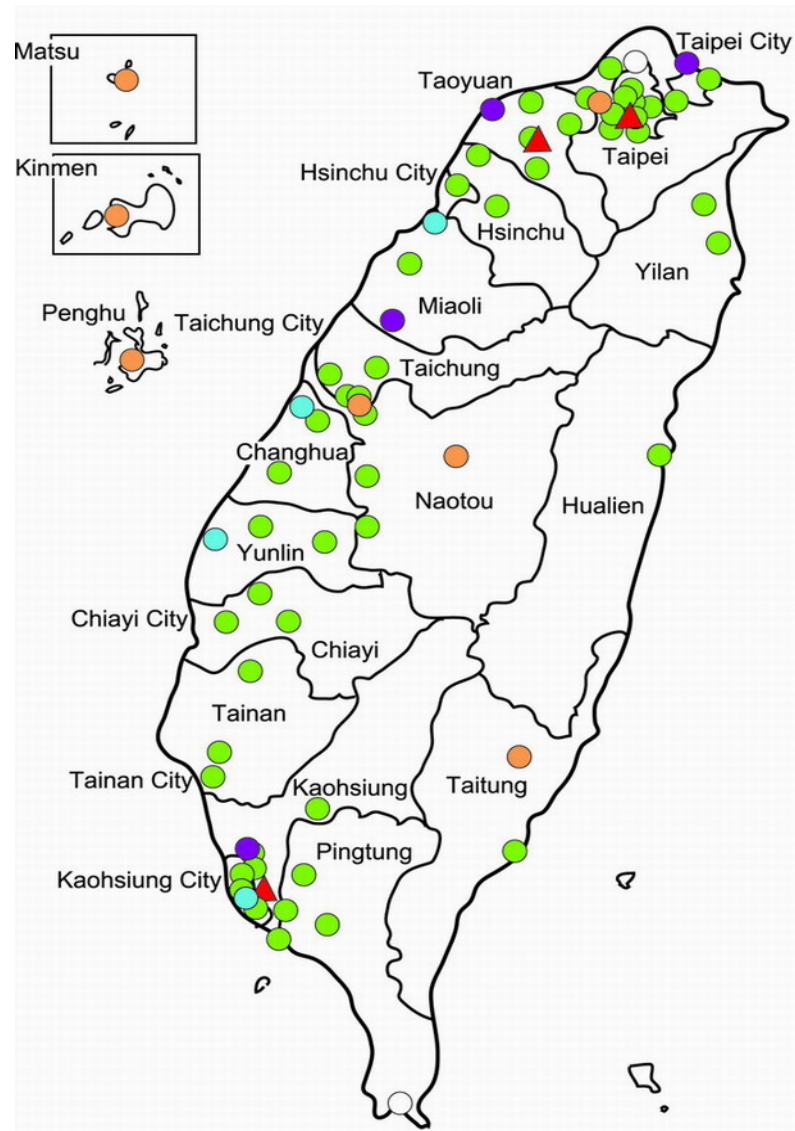 Matsu
Taipei City
Taoyuan
Kinmen
Taipei
Hsinchu City
Hsinchu
Yilan
Miaoli
Penghu
Taichung City
Taichung
Changhua
Naotou
Hualien
Yunlin
Chiayi City
Chiayi
Tainan
Tainan City
Kaohsiung
Taitung
Pingtung
Kaohsiung City